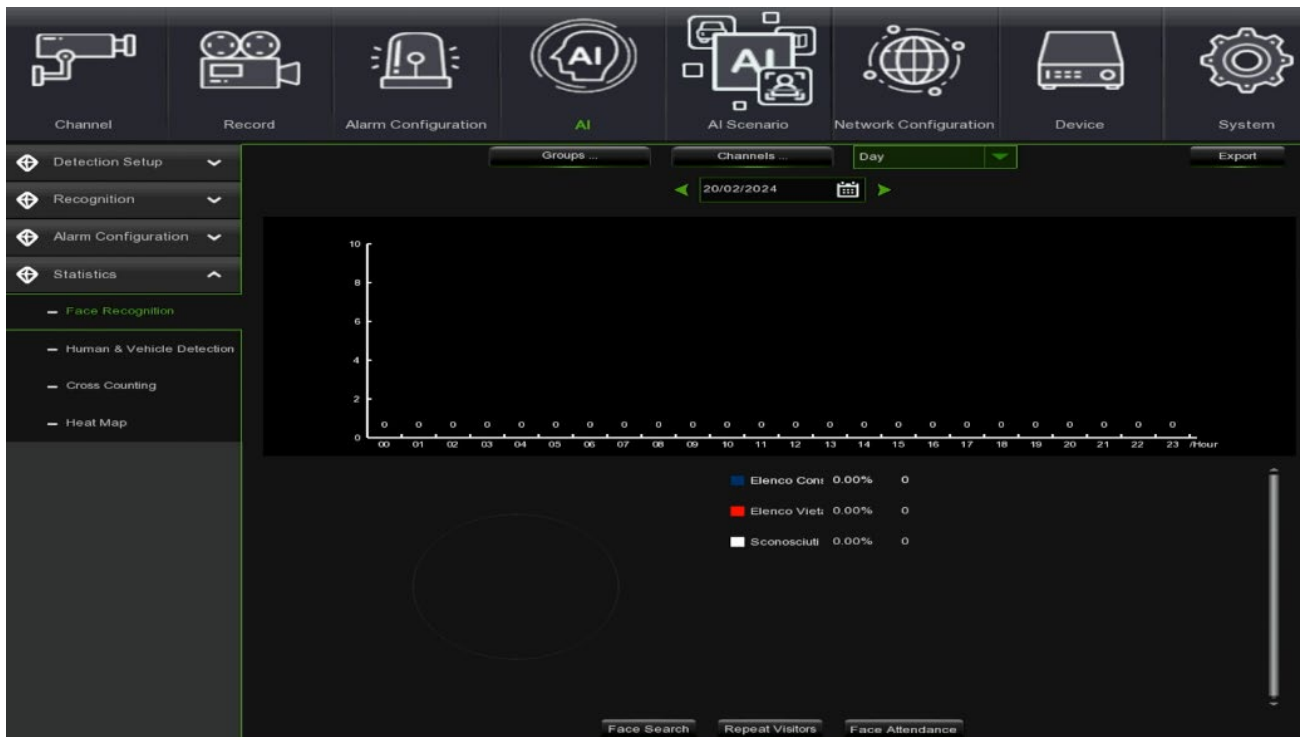 AI
AI
Channel Record Alarm Configuration AI AI Scenario Network Configuration Device System
Detection Setup Groups ... Channels ... Day Export
Recognition 20/02/2024
Alarm Configuration
Statistics
Face Recognition
Human & Vehicle Detection
Cross Counting
Heat Map
10
8
6
4
2
0
0 0 0 0 0 0 0 0 0 0 0 0 0 0 0 0 0 0 0 0 0 0 0 0
00 01 02 03 04 05 06 07 08 09 10 11 12 13 14 15 16 17 18 19 20 21 22 23 /Hour
Elenco Con 0.00% 0
Elenco Viet 0.00% 0
Sconosciuti 0.00% 0
Face Search Repeat Visitors Face Attendance